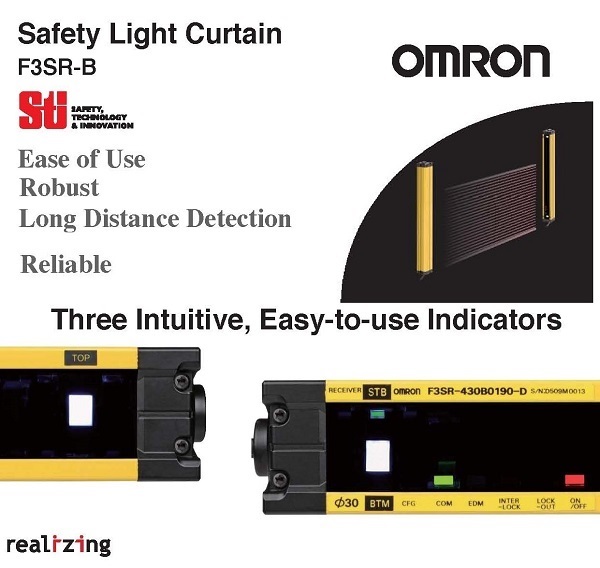 Safety Light Curtain
F3SR-B
OMRON
Sti SAFETY,
TECHNOLOGY
& INNOVATION
Ease of Use
Robust
Long Distance Detection
Reliable
Three Intuitive, Easy-to-use Indicators
TOP
RECEIVER STB OMRON F3SR-430B0190-D S/NZD509M0013
Φ30 BTM CFG COM EDM INTER-LOCK LOCK-OUT ON/OFF
realizing